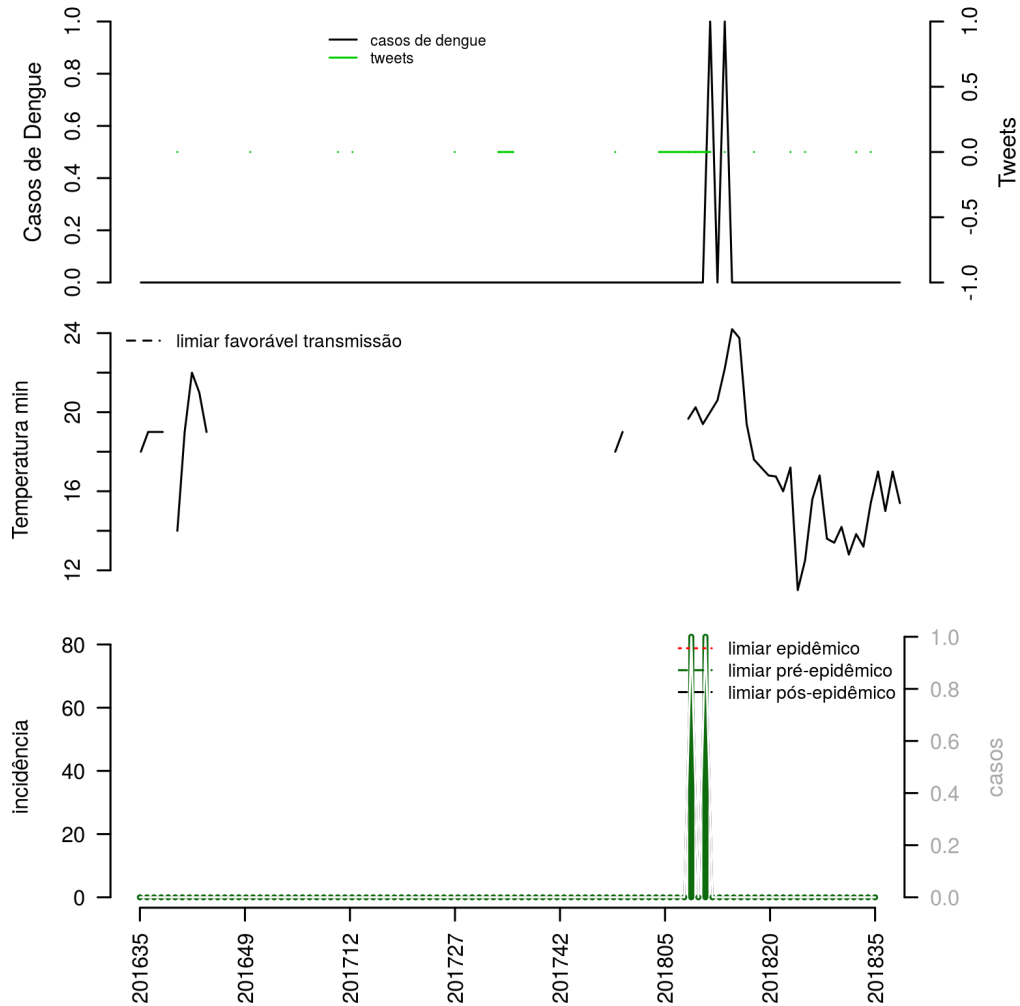 casos de dengue
tweets
Casos de Dengue
0.0 0.2 0.4 0.6 0.8 1.0
Tweets
-1.0 -0.5 0.0 0.5 1.0
limiar favorável transmissão
Temperatura min
12 16 20 24
limiar epidêmico
limiar pré-epidêmico
limiar pós-epidêmico
incidência
80
60
40
20
0
casos
1.0
0.8
0.6
0.4
0.2
0.0
201635 201649 201712 201727 201742 201805 201820 201835